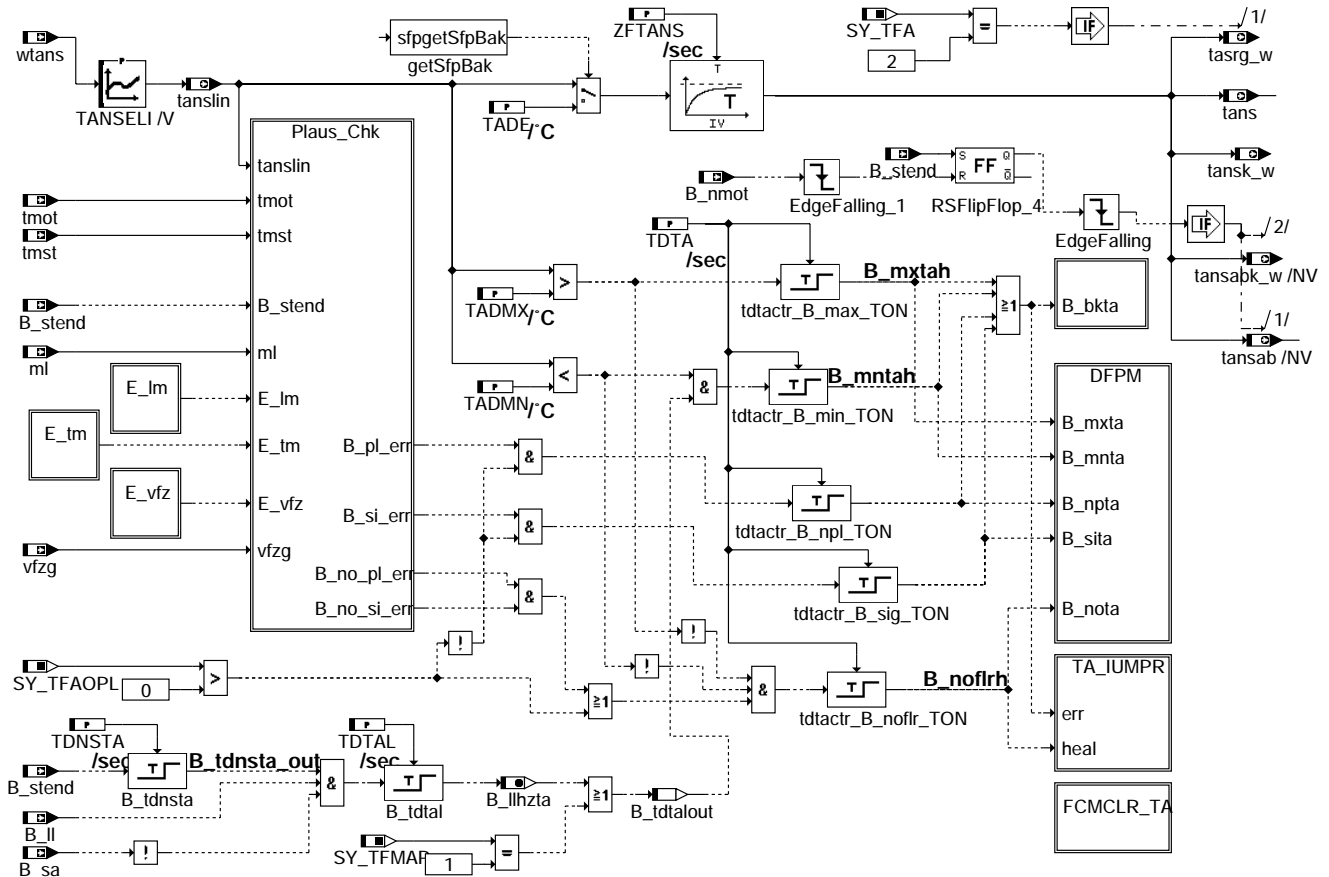 wtans
TANSELI /V
tanslin
sfpgetSfpBak
getSfpBak
TADE
/°C
ZFTANS
/sec
T
T
IV
SY_TFA
2
=
IF
/1/
tasrg_w
tans
tansk_w
B_nmot
EdgeFalling_1
B_stend
S
R
FF
Q
Q
RSFlipFlop_4
EdgeFalling
IF
/2/
tansabk_w /NV
/1/
tansab /NV
Plaus_Chk
tanslin
tmot
tmst
B_stend
ml
E_lm
E_tm
E_vfz
vfzg
B_pl_err
B_si_err
B_no_pl_err
B_no_si_err
tmot
tmst
B_stend
ml
E_lm
E_tm
E_vfz
vfzg
TDTA
/sec
>
TADMX
/°C
<
TADMN
/°C
T
B_mxtah
tdtactr_B_max_TON
&
T
B_mntah
tdtactr_B_min_TON
≥1
&
T
tdtactr_B_npl_TON
&
T
tdtactr_B_sig_TON
&
!
!
!
≥1
&
T
B_noflrh
tdtactr_B_noflr_TON
B_bkta
DFPM
B_mxta
B_mnta
B_npta
B_sita
B_nota
TA_IUMPR
err
heal
FCMCLR_TA
SY_TFAOPL
0
>
TDNSTA
/sec
B_stend
T
B_tdnsta
B_tdnsta_out
B_ll
B_sa
!
&
TDTAL
/sec
T
B_tdtal
B_llhzta
≥1
B_tdtalout
SY_TFMAP
1
=